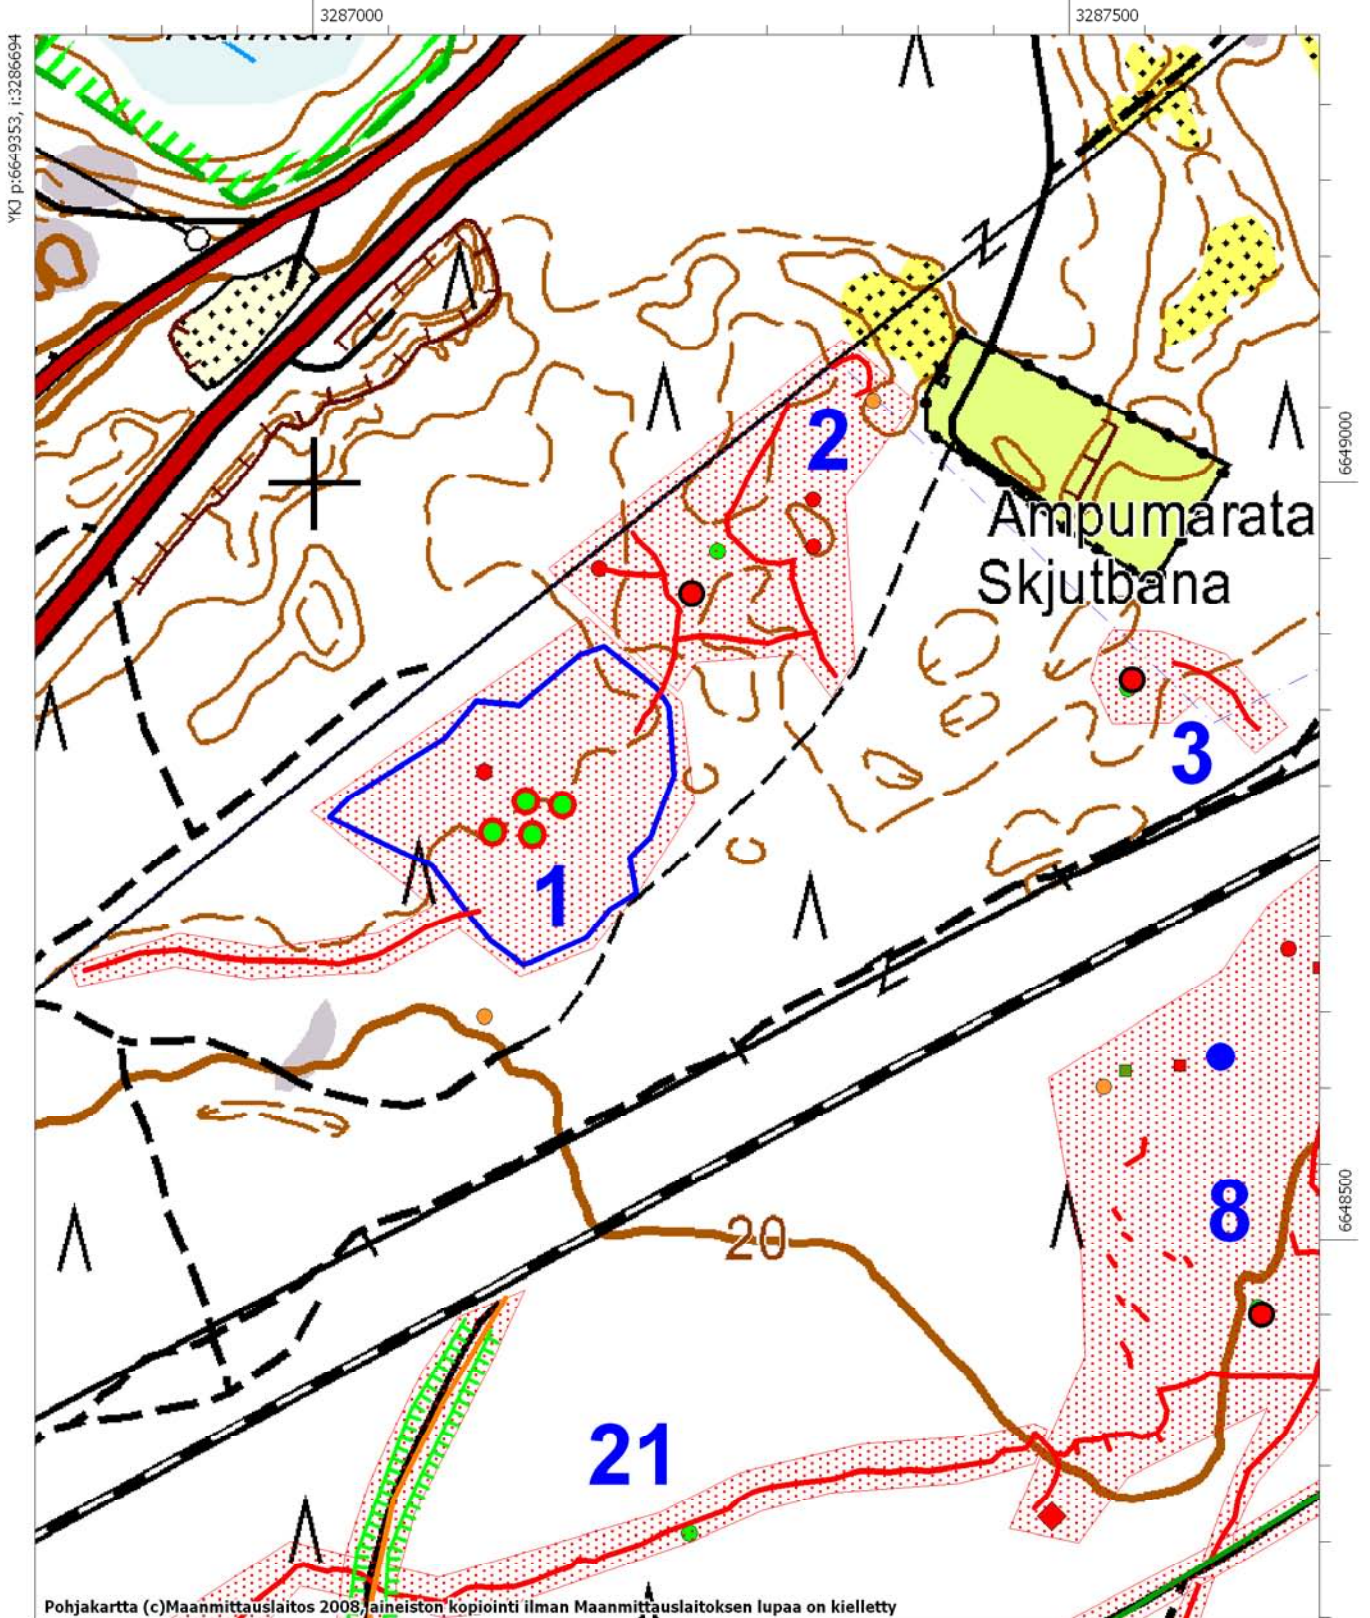 3287000
3287500
YKJ p:6649353, i:3286694
2
6649000
Ampumarata
Skjutbana
3
1
8
6648500
20
21
Pohjakartta (c)Maanmittauslaitos 2008, aineiston kopiointi ilman Maanmittauslaitoksen lupaa on kielletty